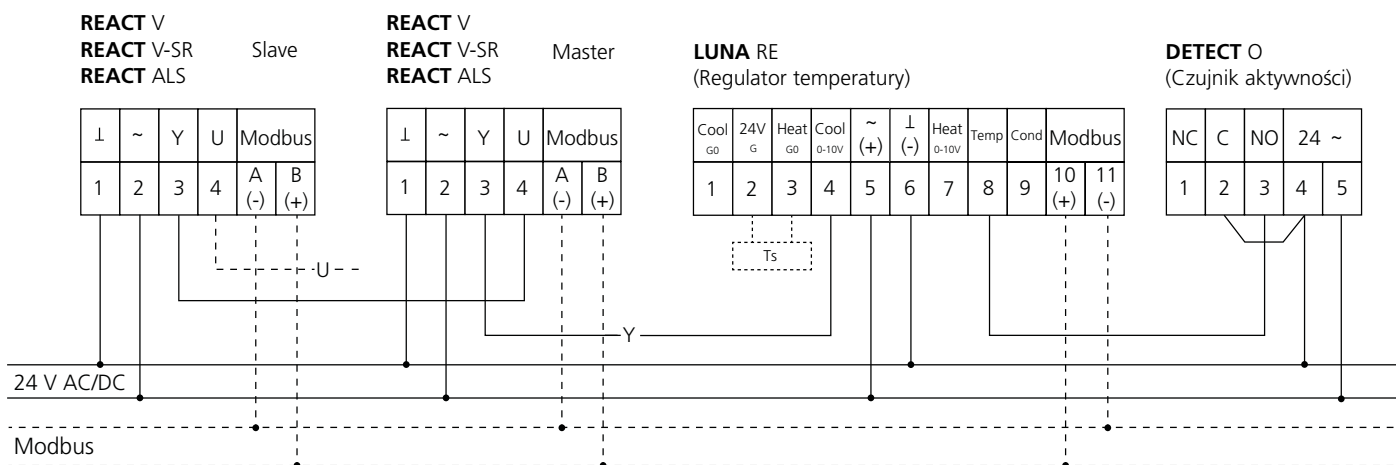 REACT V
REACT V-SR Slave
REACT ALS
REACT V
REACT V-SR Master
REACT ALS
LUNA RE
(Regulator temperatury)
DETECT O
(Czujnik aktywności)
⊥ ~ Y U Modbus
1 2 3 4 A (-) B (+)
⊥ ~ Y U Modbus
1 2 3 4 A (-) B (+)
Cool G0 24V G Heat G0 Cool 0-10V ~ (+) ⊥ (-) Heat 0-10V Temp Cond Modbus
1 2 3 4 5 6 7 8 9 10 (+) 11 (-)
NC C NO 24 ~
1 2 3 4 5
Ts
U
Y
24 V AC/DC
Modbus